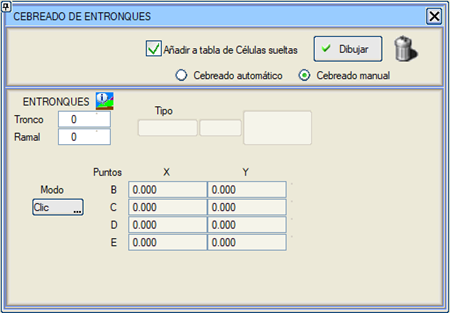 CEBREADO DE ENTRONQUES
Añadir a tabla de Células sueltas
Dibujar
Cebreado automático Cebreado manual
ENTRONQUES
Tipo
Tronco 0
Ramal 0
Puntos X Y
Modo
B 0.000 0.000
Clic ...
C 0.000 0.000
D 0.000 0.000
E 0.000 0.000